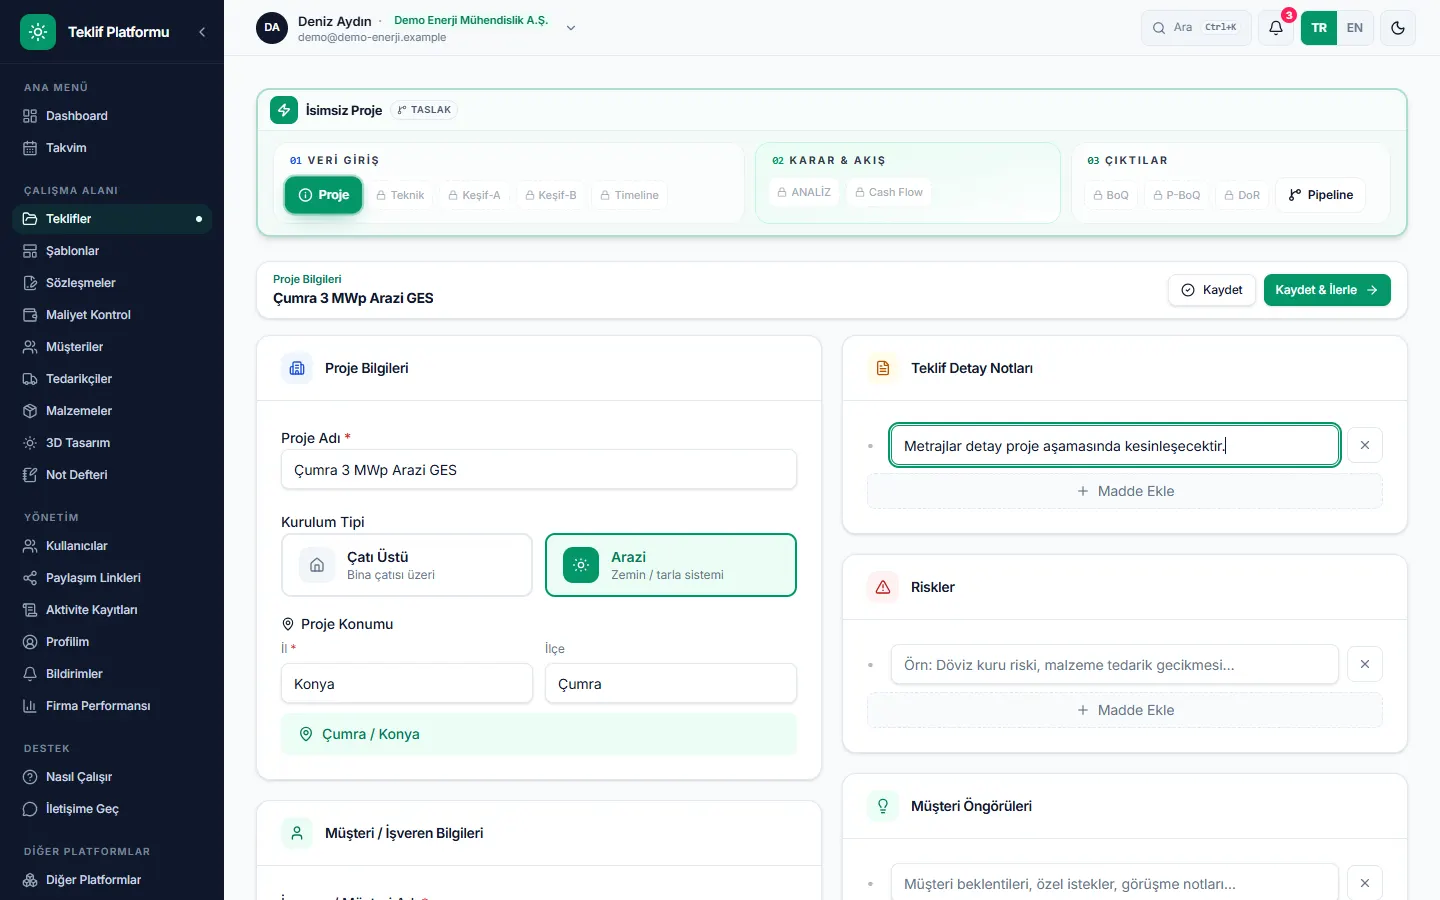 Teklif Platformu
ANA MENÜ
Dashboard
Takvim
ÇALIŞMA ALANI
Teklifler
Şablonlar
Sözleşmeler
Maliyet Kontrol
Müşteriler
Tedarikçiler
Malzemeler
3D Tasarım
Not Defteri
YÖNETİM
Kullanıcılar
Paylaşım Linkleri
Aktivite Kayıtları
Profilim
Bildirimler
Firma Performansı
DESTEK
Nasıl Çalışır
İletişime Geç
DİĞER PLATFORMLAR
Diğer Platformlar
DA
Deniz Aydın · Demo Enerji Mühendislik A.Ş.
demo@demo-enerji.example
Ara Ctrl+K
3
TR EN
İsimsiz Proje TASLAK
01 VERİ GİRİŞ
Proje Teknik Keşif-A Keşif-B Timeline
02 KARAR & AKIŞ
ANALİZ Cash Flow
03 ÇIKTILAR
BoQ P-BoQ DoR Pipeline
Proje Bilgileri
Çumra 3 MWp Arazi GES
Kaydet
Kaydet & İlerle
Proje Bilgileri
Proje Adı *
Çumra 3 MWp Arazi GES
Kurulum Tipi
Çatı Üstü
Bina çatısı üzeri
Arazi
Zemin / tarla sistemi
Proje Konumu
İl *
İlçe
Konya
Çumra
Çumra / Konya
Müşteri / İşveren Bilgileri
Teklif Detay Notları
Metrajlar detay proje aşamasında kesinleşecektir.
Madde Ekle
Riskler
Örn: Döviz kuru riski, malzeme tedarik gecikmesi...
Madde Ekle
Müşteri Öngörüleri
Müşteri beklentileri, özel istekler, görüşme notları...